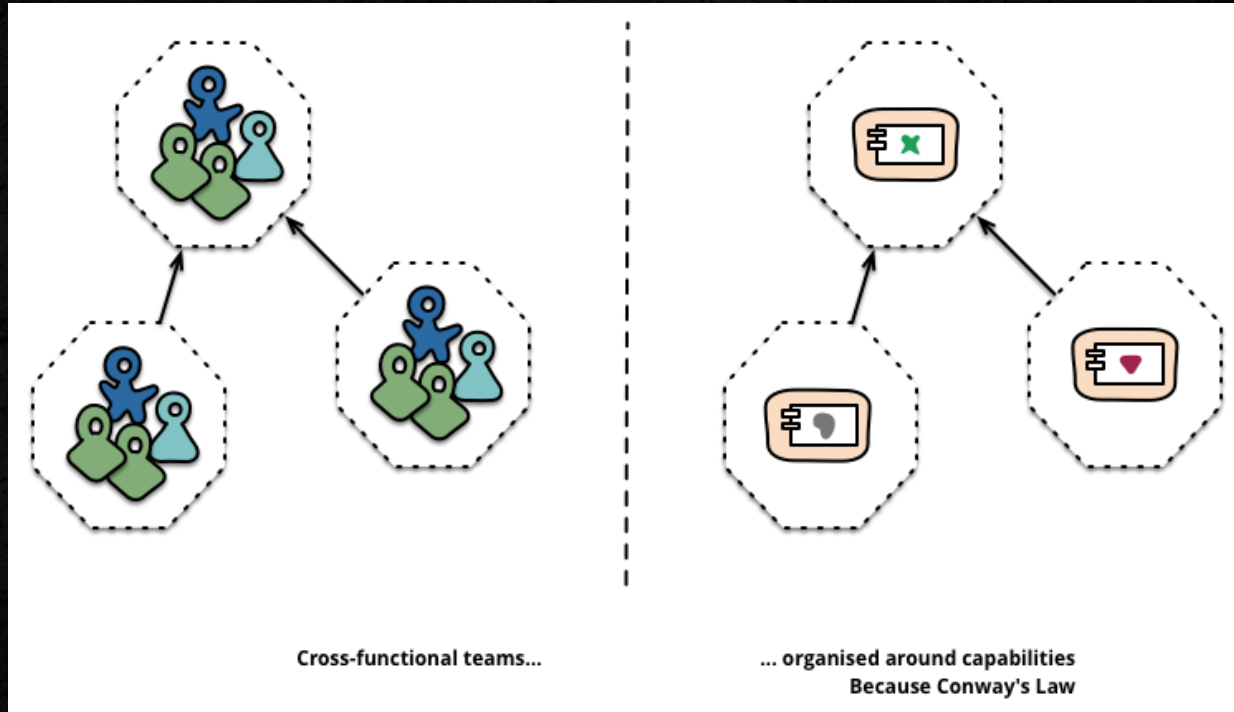 Cross-functional teams...
... organised around capabilities
Because Conway's Law